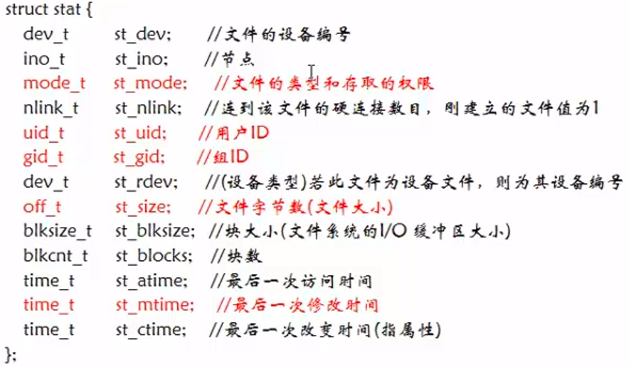 struct stat {
dev_t st_dev; //文件的设备编号
ino_t st_ino; //节点
mode_t st_mode; //文件的类型和存取的权限
nlink_t st_nlink; //连到该文件的硬连接数目，刚建立的文件值为1
uid_t st_uid; //用户ID
gid_t st_gid; //组ID
dev_t st_rdev; //(设备类型)若此文件为设备文件，则为其设备编号
off_t st_size; //文件字节数(文件大小)
blksize_t st_blksize; //块大小(文件系统的I/O 缓冲区大小)
blkcnt_t st_blocks; //块数
time_t st_atime; //最后一次访问时间
time_t st_mtime; //最后一次修改时间
time_t st_ctime; //最后一次改变时间(指属性)
};